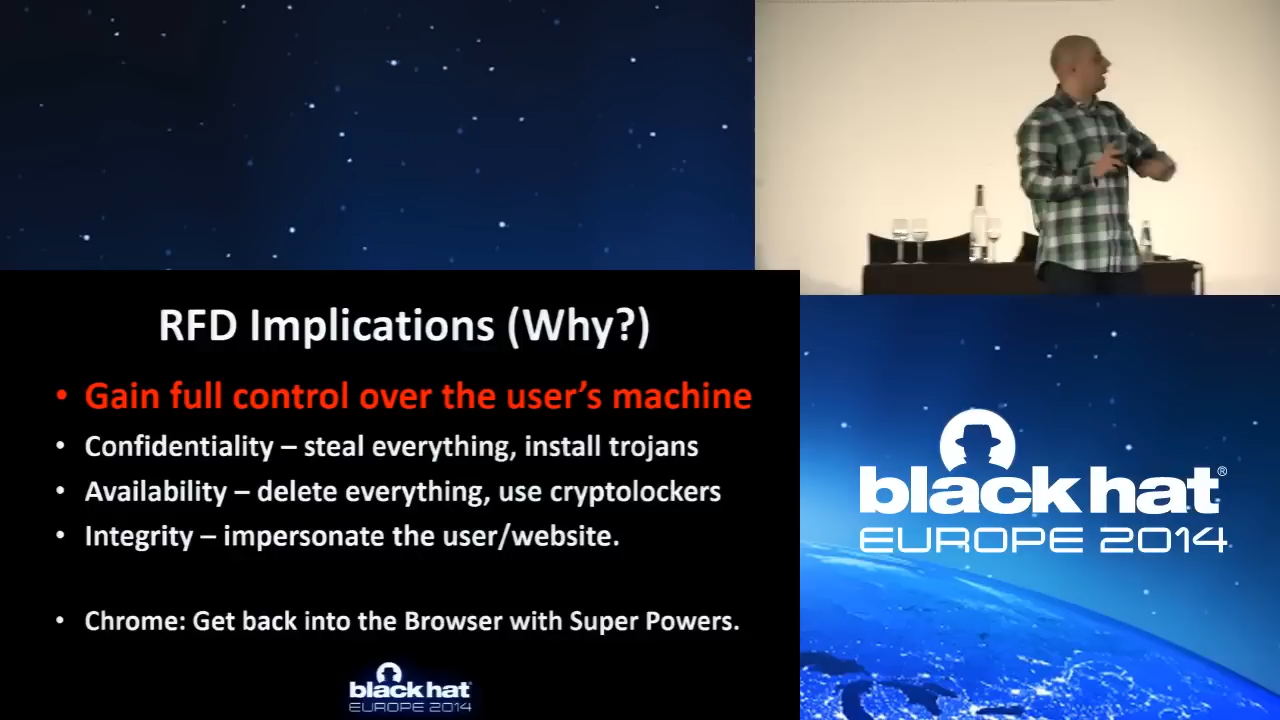 RFD Implications (Why?)
• Gain full control over the user's machine
• Confidentiality – steal everything, install trojans
• Availability – delete everything, use cryptolockers
• Integrity – impersonate the user/website.
• Chrome: Get back into the Browser with Super Powers.
black hat
EUROPE 2014
black hat®
EUROPE 2014